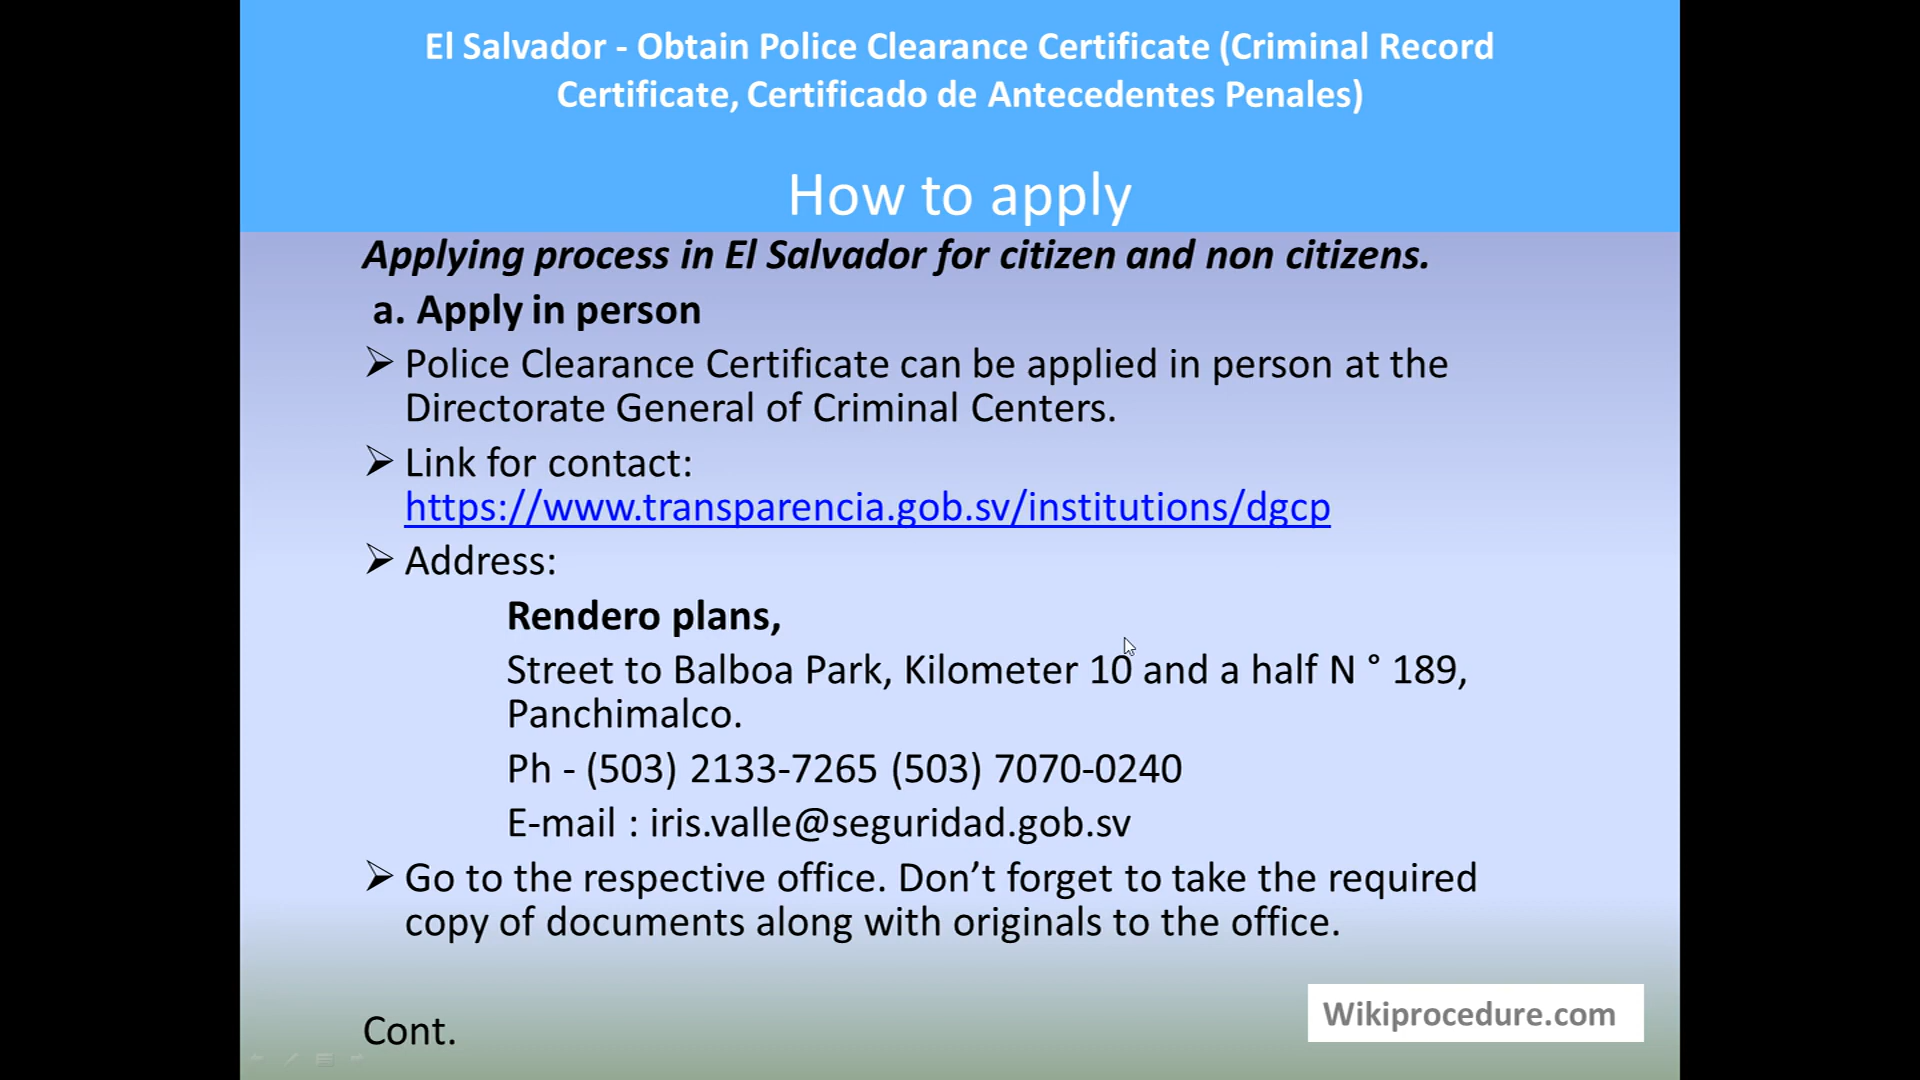 El Salvador - Obtain Police Clearance Certificate (Criminal Record
Certificate, Certificado de Antecedentes Penales)
How to apply
Applying process in El Salvador for citizen and non citizens.
a. Apply in person
Police Clearance Certificate can be applied in person at the
Directorate General of Criminal Centers.
Link for contact:
https://www.transparencia.gob.sv/institutions/dgcp
Address:
Rendero plans,
Street to Balboa Park, Kilometer 10 and a half N ° 189,
Panchimalco.
Ph - (503) 2133-7265 (503) 7070-0240
E-mail : iris.valle@seguridad.gob.sv
Go to the respective office. Don’t forget to take the required
copy of documents along with originals to the office.
Cont.
Wikiprocedure.com